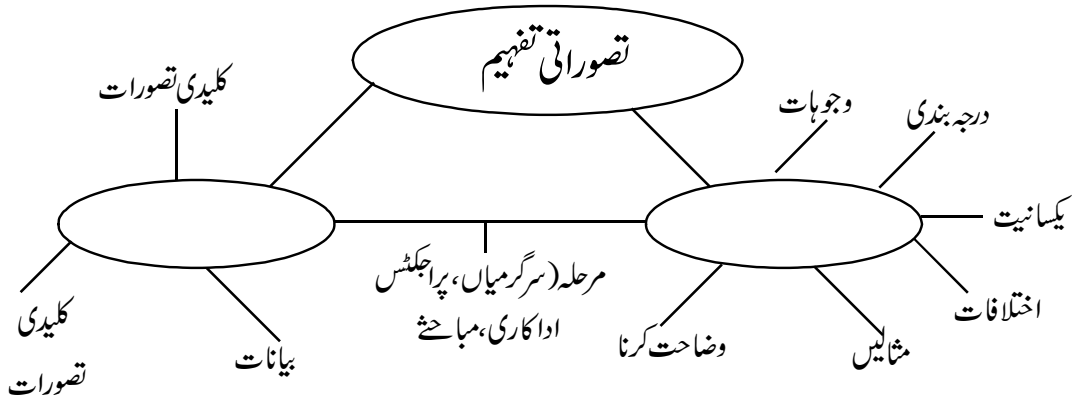 تصوراتی تفہیم
کلیدی تصورات
وجوہات
درجہ بندی
یکسانیت
اختلافات
مثالیں
وضاحت کرنا
مرحلہ (سرگرمیاں، پراجکٹس
اداکاری، مباحثے
بیانات
کلیدی
تصورات